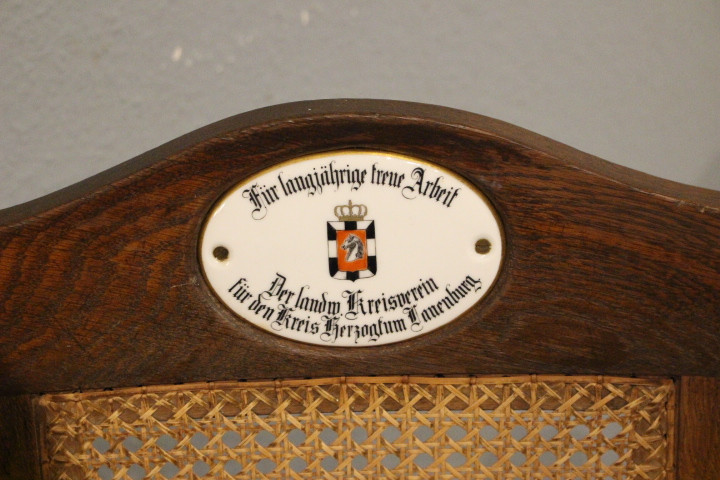 Für langjährige treue Arbeit
Der landw. Kreisverein
für den Kreis Herzogtum Lauenburg